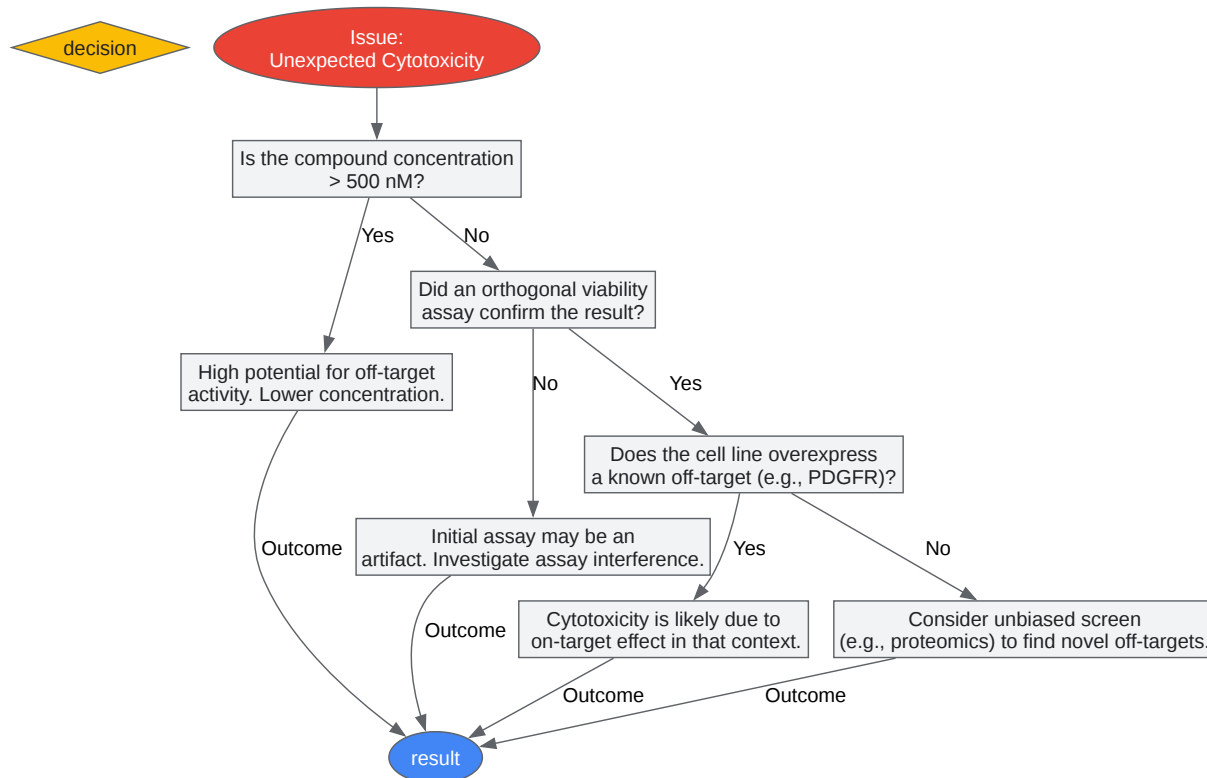 decision
Issue:
Unexpected Cytotoxicity
Is the compound concentration
> 500 nM?
Yes
No
Did an orthogonal viability
assay confirm the result?
High potential for off-target
activity. Lower concentration.
No
Yes
Does the cell line overexpress
a known off-target (e.g., PDGFR)?
Outcome
Initial assay may be an
artifact. Investigate assay interference.
Yes
No
Outcome
Cytotoxicity is likely due to
on-target effect in that context.
Consider unbiased screen
(e.g., proteomics) to find novel off-targets.
Outcome
Outcome
result